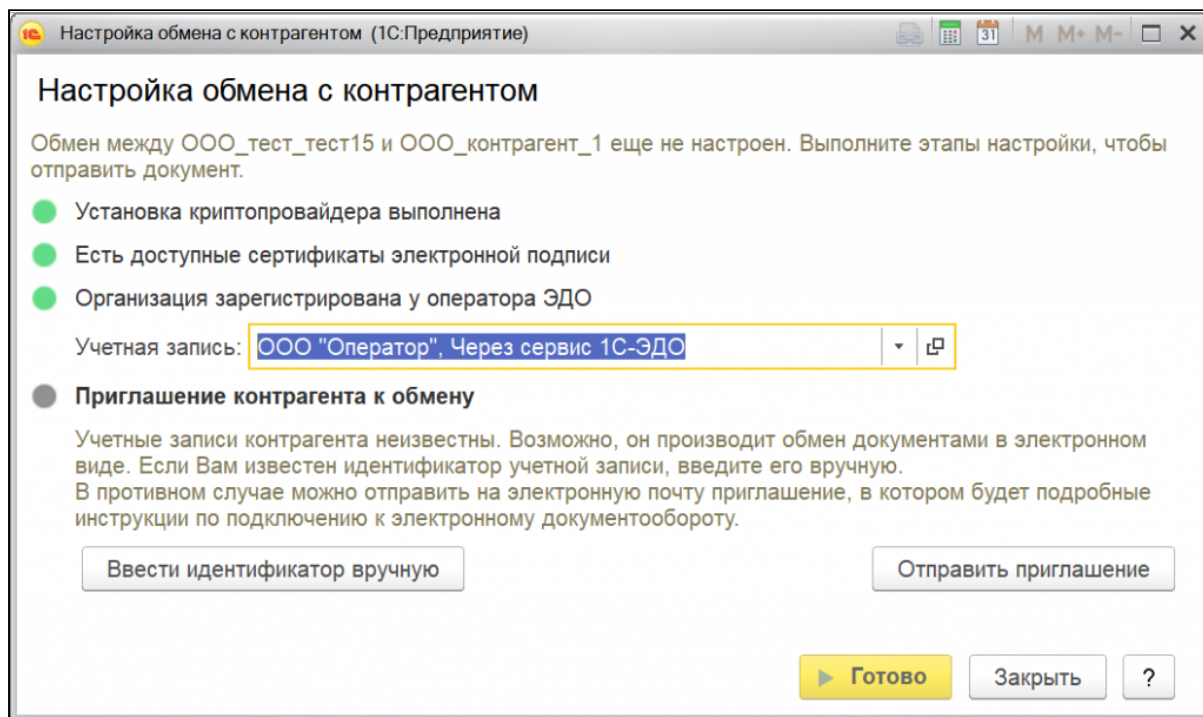 1С Настройка обмена с контрагентом (1С:Предприятие) 31 M M+ M-
Настройка обмена с контрагентом
Обмен между ООО_тест_тест15 и ООО_контрагент_1 еще не настроен. Выполните этапы настройки, чтобы
отправить документ.
Установка криптопровайдера выполнена
Есть доступные сертификаты электронной подписи
Организация зарегистрирована у оператора ЭДО
Учетная запись: ООО "Оператор", Через сервис 1С-ЭДО
Приглашение контрагента к обмену
Учетные записи контрагента неизвестны. Возможно, он производит обмен документами в электронном
виде. Если Вам известен идентификатор учетной записи, введите его вручную.
В противном случае можно отправить на электронную почту приглашение, в котором будет подробные
инструкции по подключению к электронному документообороту.
Ввести идентификатор вручную Отправить приглашение
Готово Закрыть ?